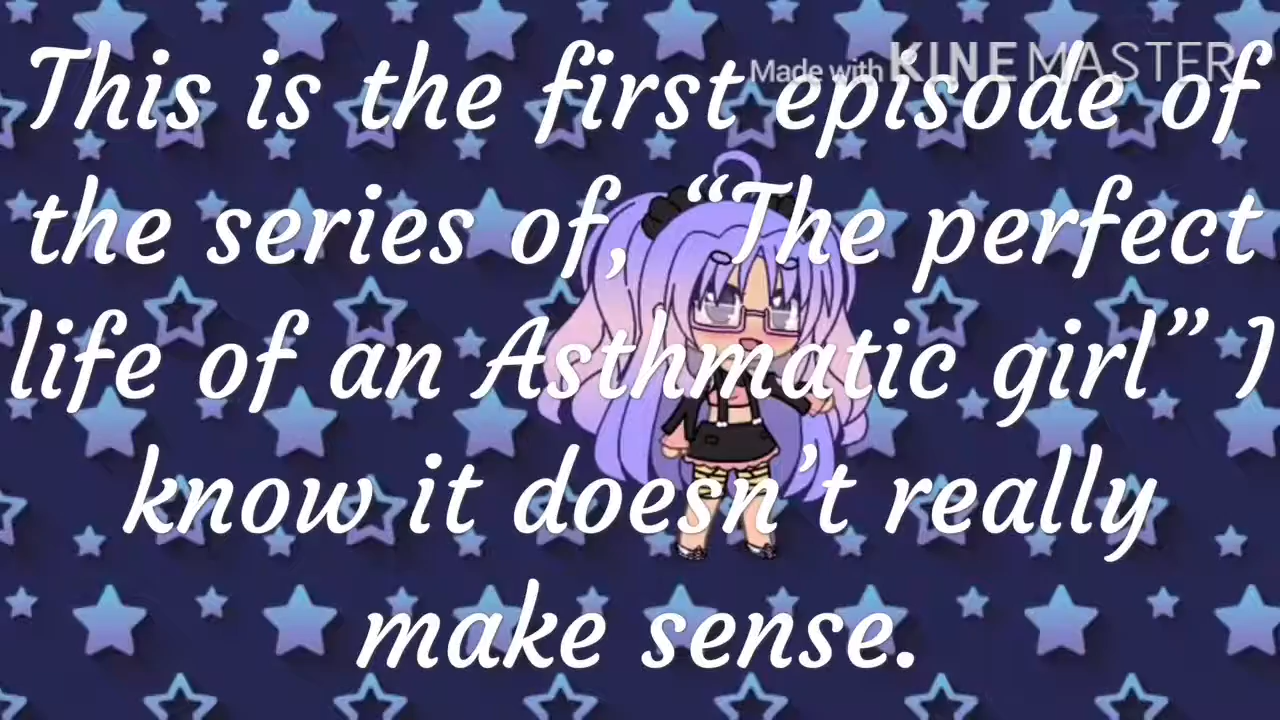 Made with KINEMASTER
This is the first episode of
the series of, “The perfect
life of an Asthmatic girl” I
know it doesn’t really
make sense.